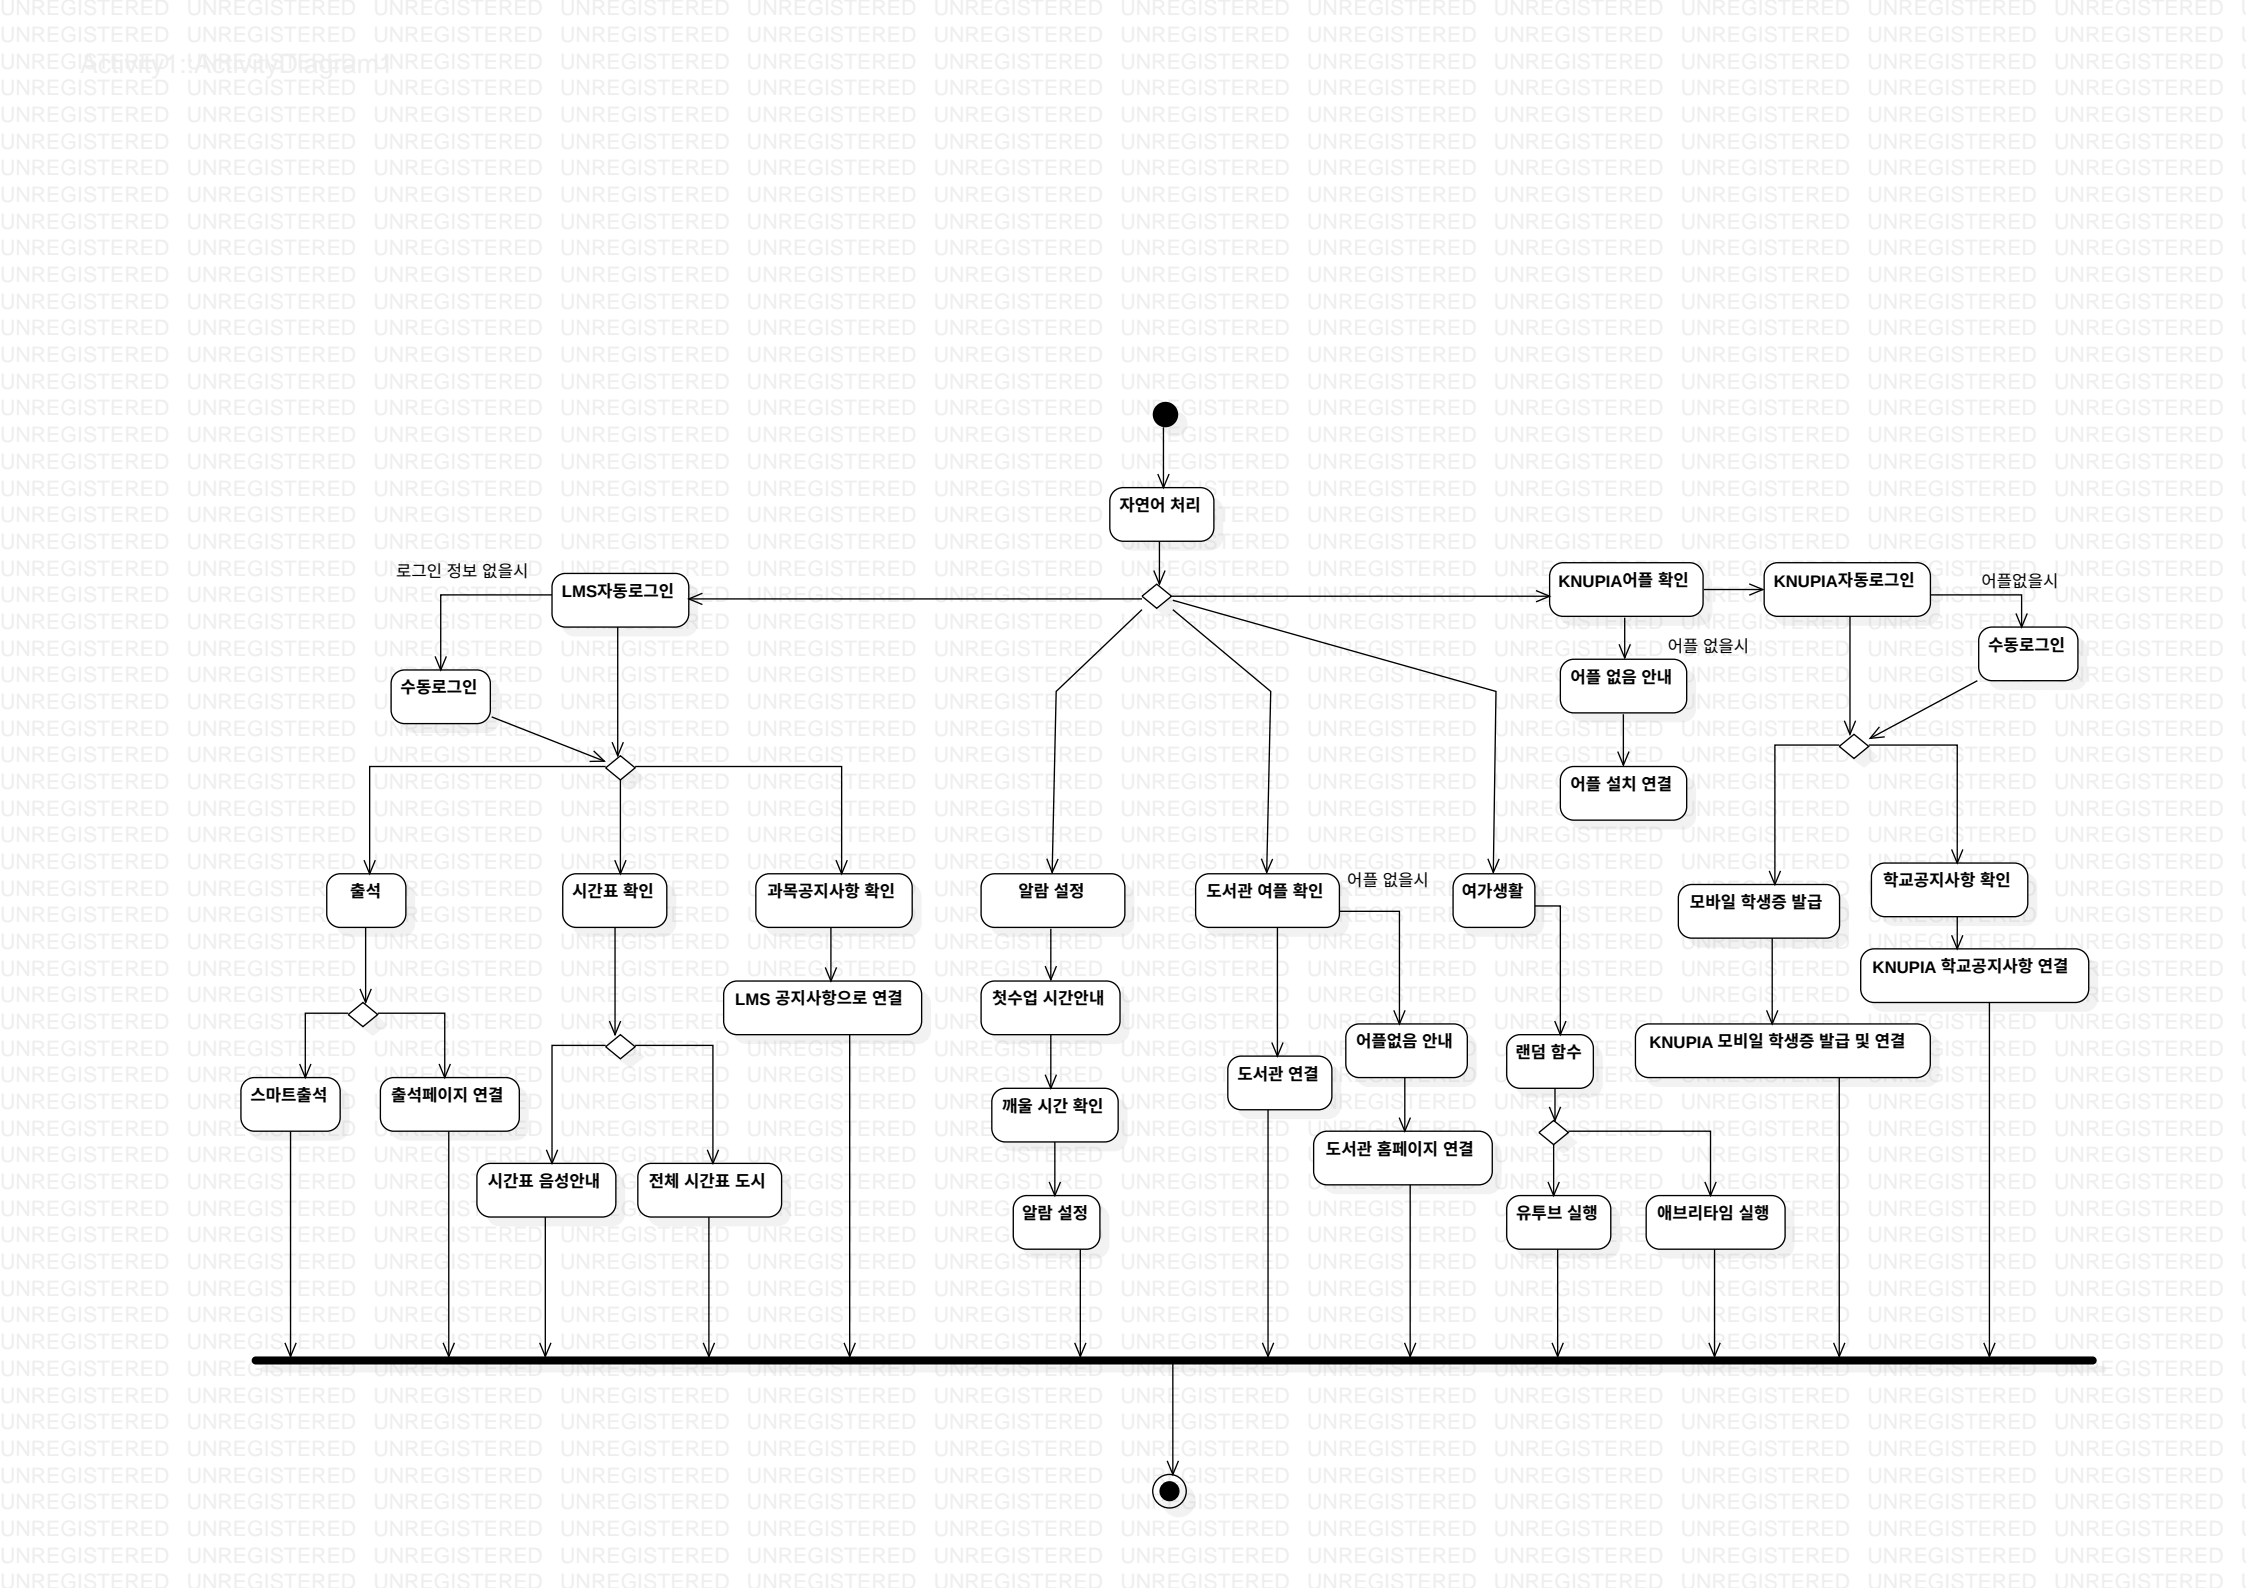 Activity1::ActivityDiagram1
자연어 처리
로그인 정보 없을시
LMS자동로그인
KNUPIA어플 확인
KNUPIA자동로그인
어플없을시
수동로그인
어플 없을시
수동로그인
어플 없음 안내
어플 설치 연결
출석
시간표 확인
과목공지사항 확인
알람 설정
도서관 여플 확인
어플 없을시
여가생활
모바일 학생증 발급
학교공지사항 확인
KNUPIA 학교공지사항 연결
LMS 공지사항으로 연결
첫수업 시간안내
어플없음 안내
랜덤 함수
KNUPIA 모비일 학생증 발급 및 연결
스마트출석
출석페이지 연결
도서관 연결
깨울 시간 확인
도서관 홈페이지 연결
시간표 음성안내
전체 시간표 도시
알람 설정
유투브 실행
애브리타임 실행
UNREGISTERED